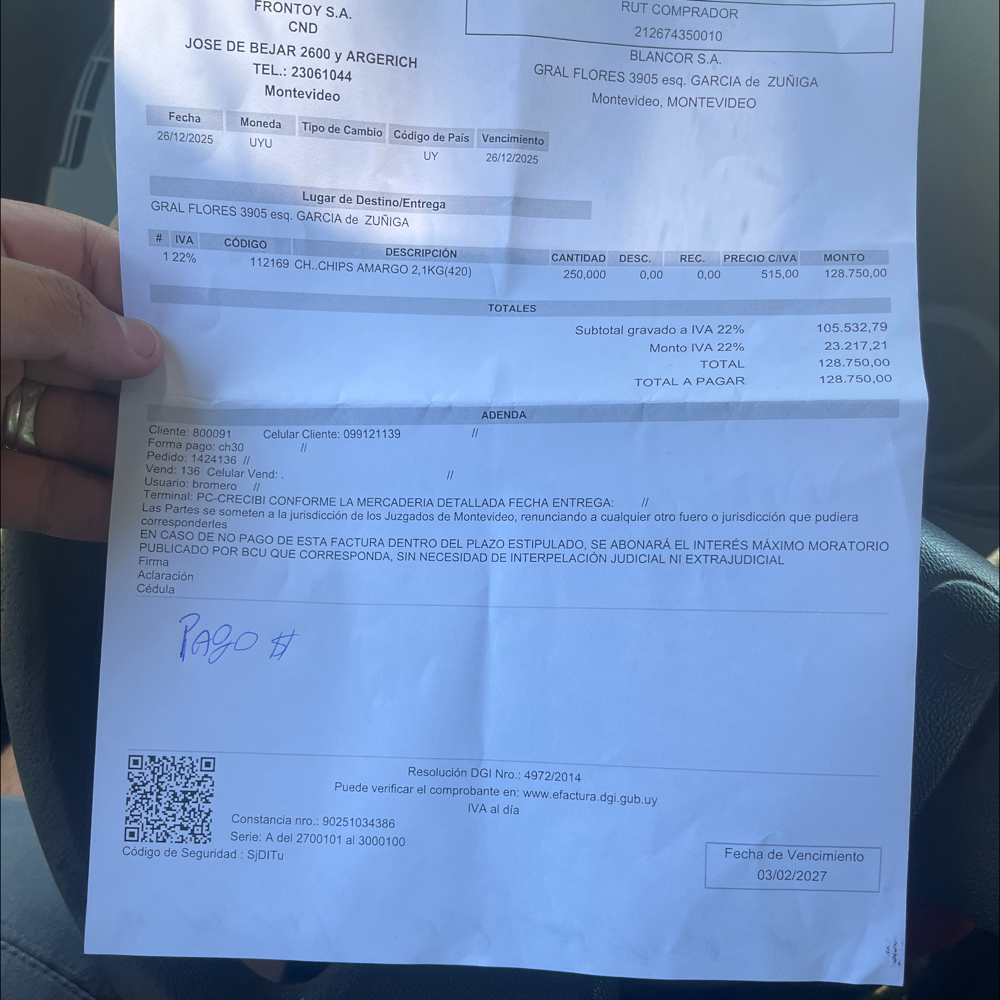 FRONTOY S.A.
CND
JOSE DE BEJAR 2600 y ARGERICH
TEL.: 23061044
Montevideo
RUT COMPRADOR
212674350010
BLANCOR S.A.
GRAL FLORES 3905 esq. GARCIA de ZUÑIGA
Montevideo, MONTEVIDEO
Fecha Moneda Tipo de Cambio Código de País Vencimiento
26/12/2025 UYU UY 26/12/2025
Lugar de Destino/Entrega
GRAL FLORES 3905 esq. GARCIA de ZUÑIGA
# IVA CÓDIGO DESCRIPCIÓN CANTIDAD DESC. REC. PRECIO C/IVA MONTO
1 22% 112169 CH..CHIPS AMARGO 2,1KG(420) 250,000 0,00 0,00 515,00 128.750,00
TOTALES
Subtotal gravado a IVA 22% 105.532,79
Monto IVA 22% 23.217,21
TOTAL 128.750,00
TOTAL A PAGAR 128.750,00
ADENDA
Cliente: 800091 Celular Cliente: 099121139 //
Forma pago: ch30 //
Pedido: 1424136 //
Vend: 136 Celular Vend: . //
Usuario: bromero //
Terminal: PC-CRECIBI CONFORME LA MERCADERIA DETALLADA FECHA ENTREGA: //
Las Partes se someten a la jurisdicción de los Juzgados de Montevideo, renunciando a cualquier otro fuero o jurisdicción que pudiera
corresponderles
EN CASO DE NO PAGO DE ESTA FACTURA DENTRO DEL PLAZO ESTIPULADO, SE ABONARÁ EL INTERÉS MÁXIMO MORATORIO
PUBLICADO POR BCU QUE CORRESPONDA, SIN NECESIDAD DE INTERPELACIÓN JUDICIAL NI EXTRAJUDICIAL
Firma
Aclaración
Cédula
PAGO #
Resolución DGI Nro.: 4972/2014
Puede verificar el comprobante en: www.efactura.dgi.gub.uy
IVA al día
Constancia nro.: 90251034386
Serie: A del 2700101 al 3000100
Código de Seguridad : SjDITu
Fecha de Vencimiento
03/02/2027